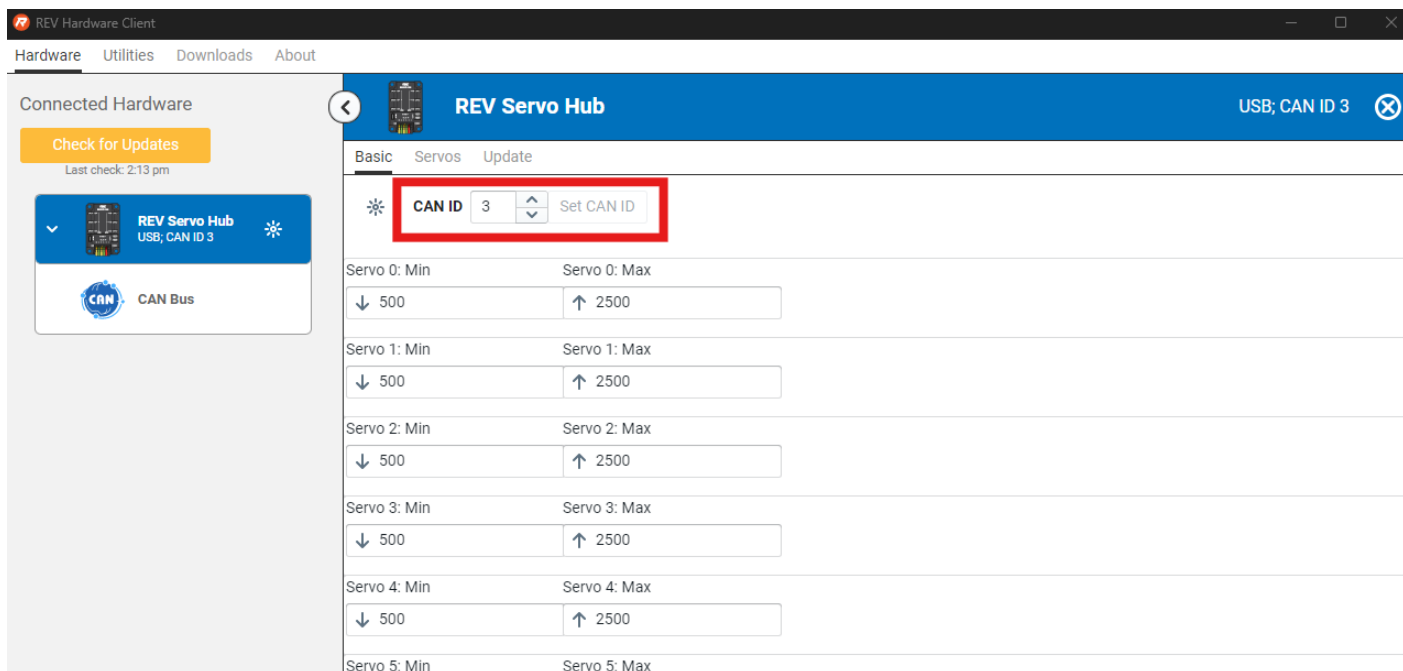 REV Hardware Client
Hardware Utilities Downloads About
Connected Hardware
Check for Updates
Last check: 2:13 pm
REV Servo Hub
USB; CAN ID 3
CAN
CAN Bus
REV Servo Hub
USB; CAN ID 3
Basic Servos Update
CAN ID 3 Set CAN ID
Servo 0: Min Servo 0: Max
500 2500
Servo 1: Min Servo 1: Max
500 2500
Servo 2: Min Servo 2: Max
500 2500
Servo 3: Min Servo 3: Max
500 2500
Servo 4: Min Servo 4: Max
500 2500
Servo 5: Min Servo 5: Max